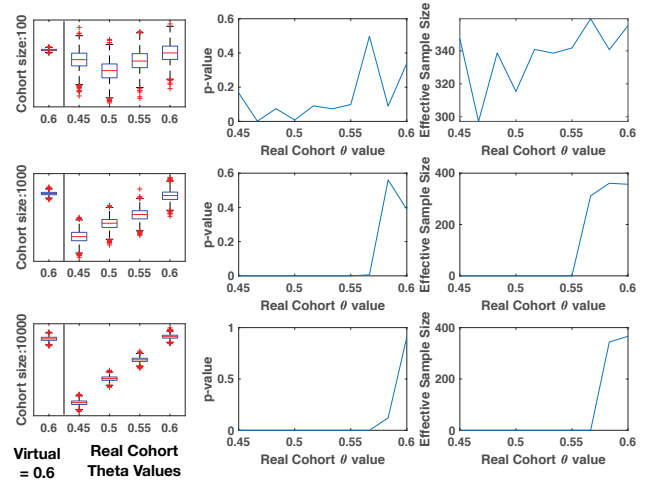 Cohort size:100
0.6 0.45 0.5 0.55 0.6
p-value
0.6
0.4
0.2
0
0.45 0.5 0.55 0.6
Real Cohort θ value
Effective Sample Size
340
320
300
0.45 0.5 0.55 0.6
Real Cohort θ value
Cohort size:1000
0.6 0.45 0.5 0.55 0.6
p-value
0.6
0.4
0.2
0
0.45 0.5 0.55 0.6
Real Cohort θ value
Effective Sample Size
400
200
0
0.45 0.5 0.55 0.6
Real Cohort θ value
Cohort size:10000
0.6 0.45 0.5 0.55 0.6
p-value
1
0.5
0
0.45 0.5 0.55 0.6
Real Cohort θ value
Effective Sample Size
400
200
0
0.45 0.5 0.55 0.6
Real Cohort θ value
Virtual
= 0.6
Real Cohort
Theta Values